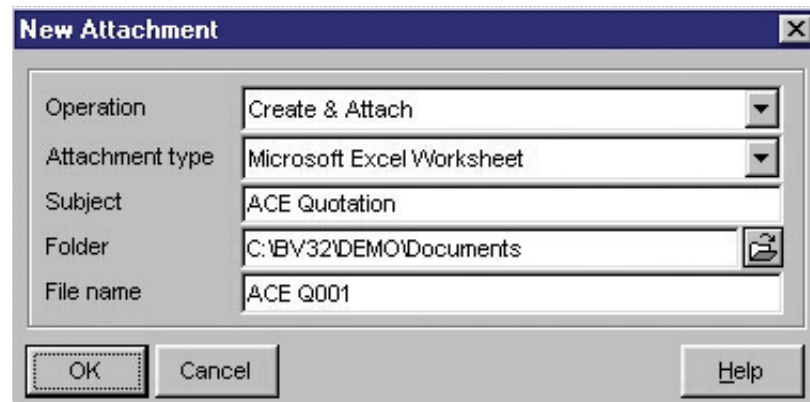 New Attachment
Operation Create & Attach
Attachment type Microsoft Excel Worksheet
Subject ACE Quotation
Folder C:\BV32\DEMO\Documents
File name ACE Q001
OK Cancel Help